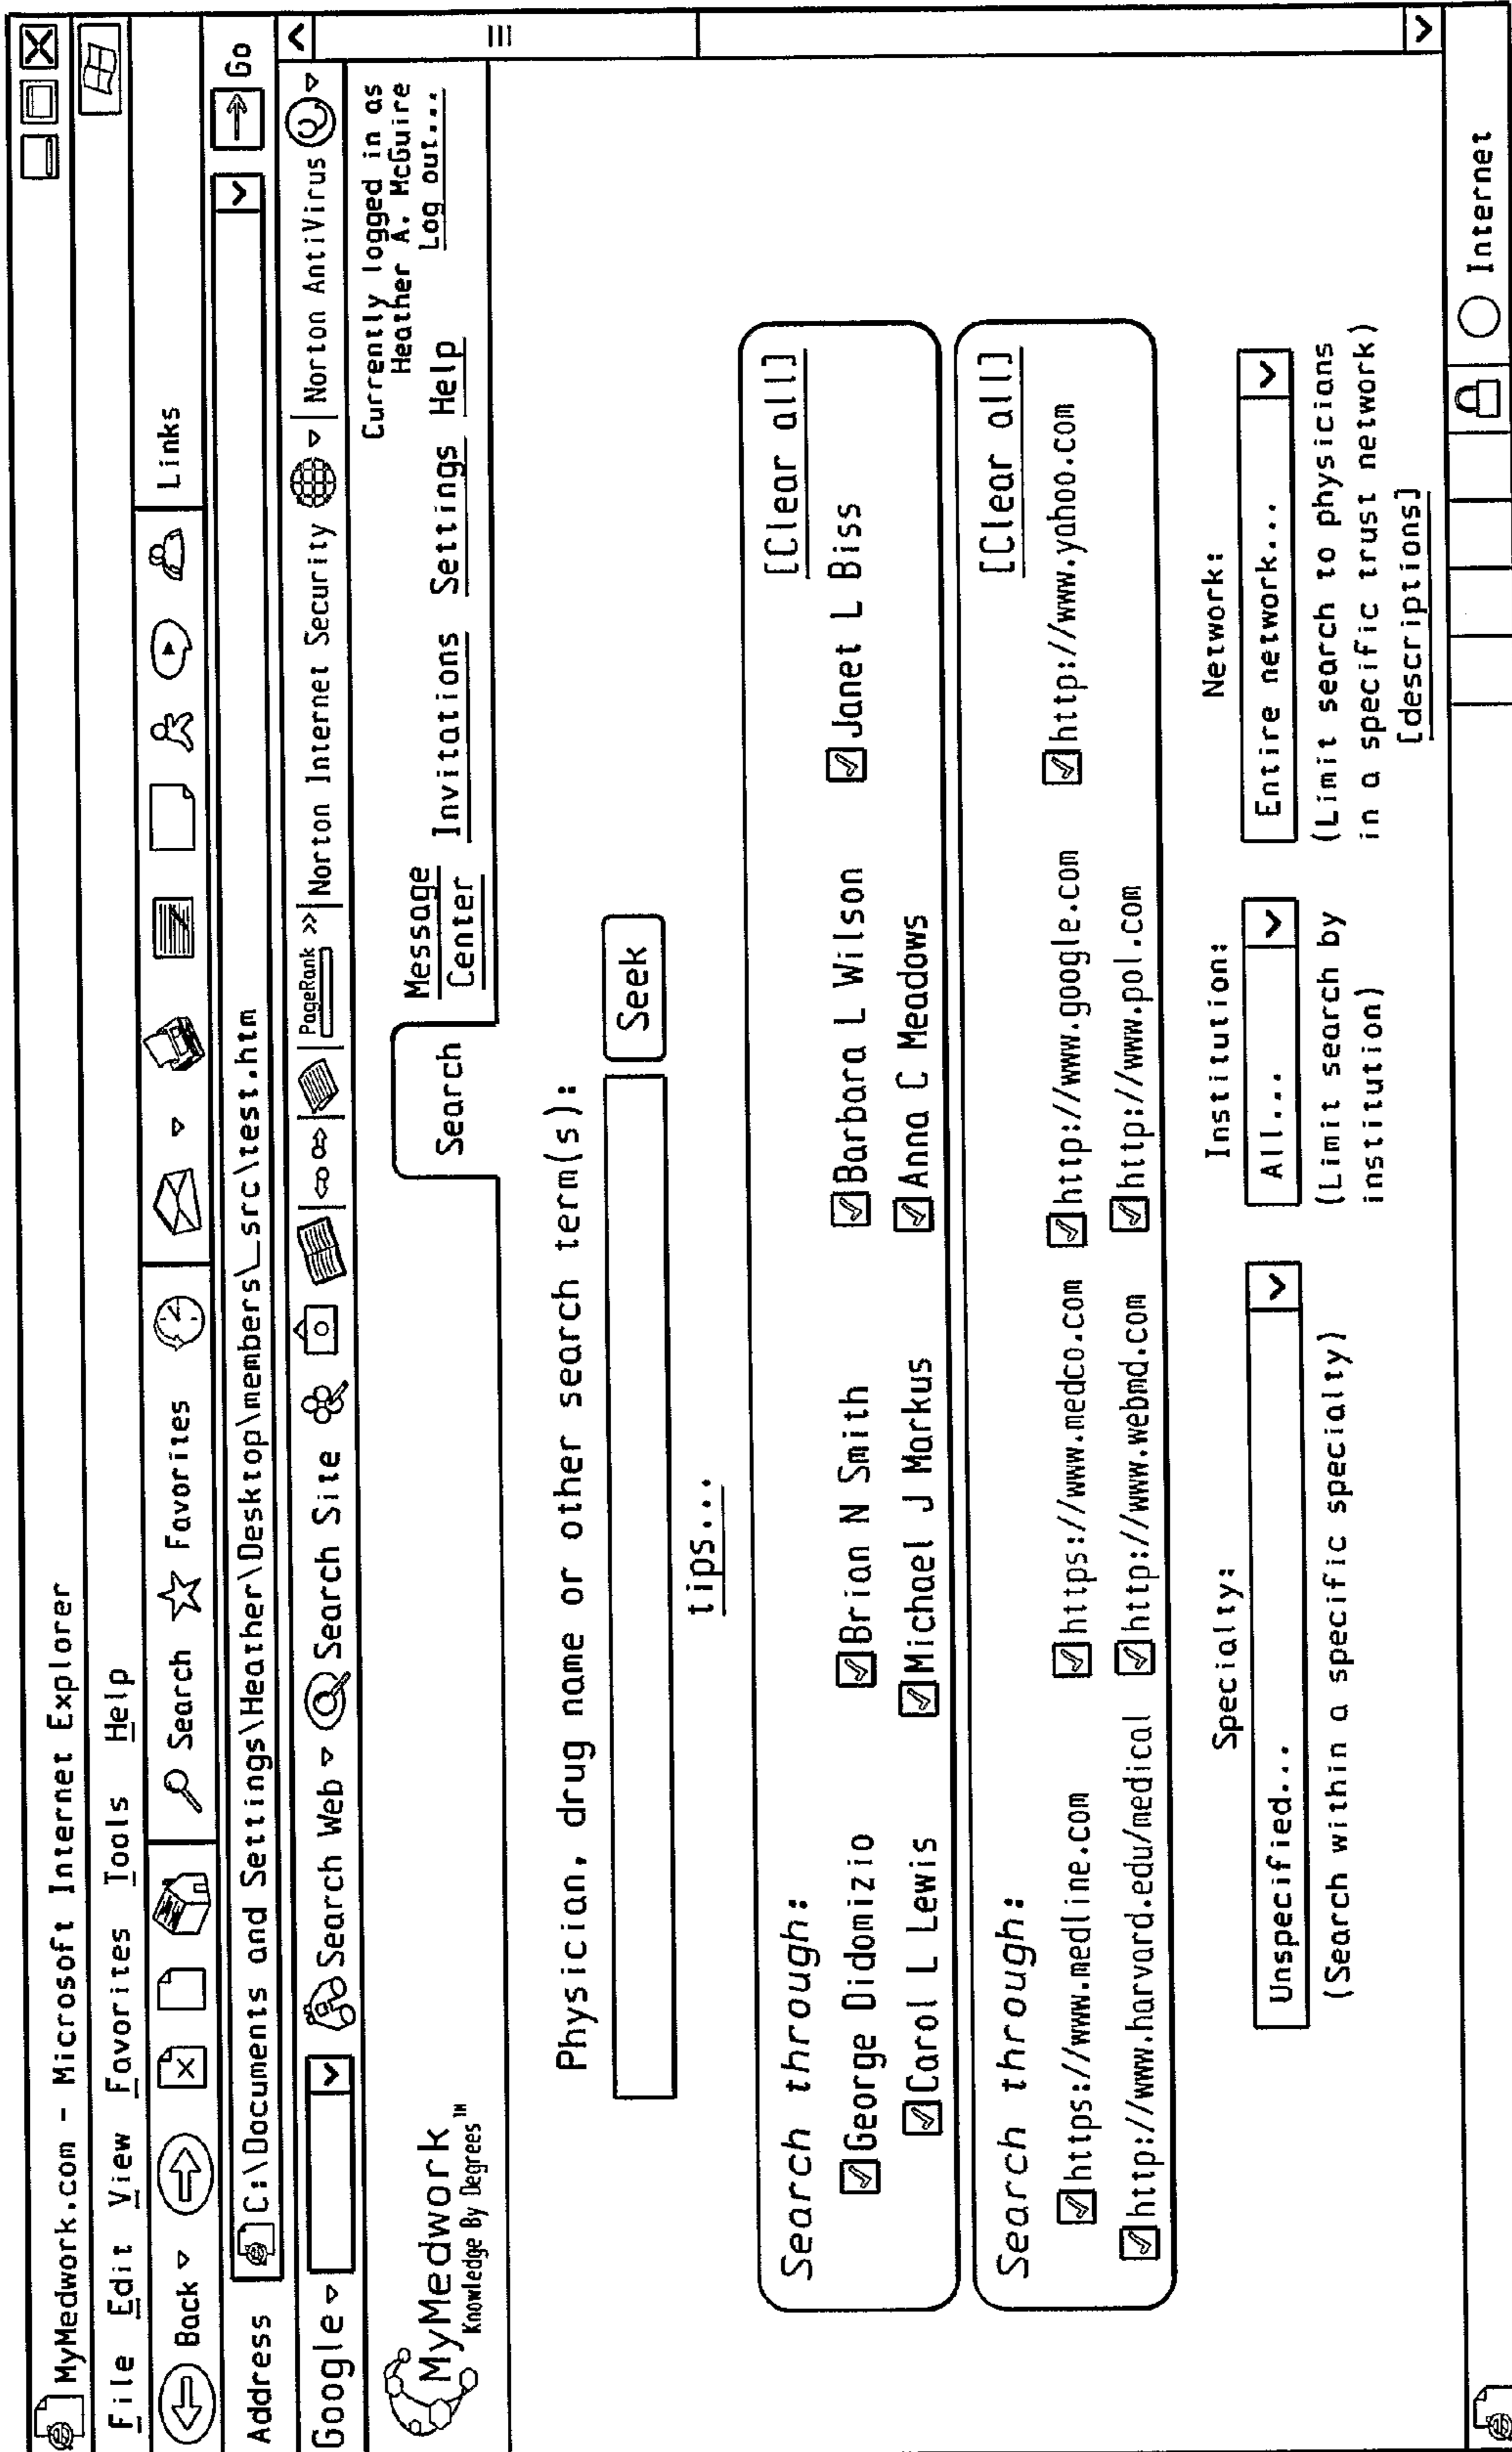 MyMedwork.com - Microsoft Internet Explorer
File Edit View Favorites Tools Help
Back Search Favorites Links
Address C:\Documents and Settings\Heather\Desktop\members\_src\test.htm Go
Google Search Web Search Site PageRank >> Norton Internet Security Norton AntiVirus
MyMedwork™
Knowledge By Degrees
Search
Message
Center
Invitations Settings Help
Currently logged in as
Heather A. McGuire
Log out...
Physician, drug name or other search term(s):
Seek
tips...
Search through: [Clear all]
George Didomizio Brian N Smith Barbara L Wilson Janet L Biss
Carol L Lewis Michael J Markus Anna C Meadows
Search through: [Clear all]
https://www.medline.com https://www.medco.com http://www.google.com http://www.yahoo.com
http://www.harvard.edu/medical http://www.webmd.com http://www.pol.com
Specialty: Institution: Network:
Unspecified... All... Entire network...
(Search within a specific specialty)
(Limit search by
institution)
(Limit search to physicians
in a specific trust network)
[descriptions]
Internet